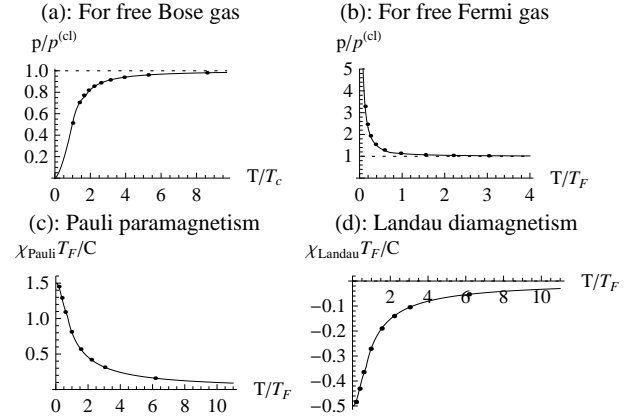 (a): For free Bose gas
p/p^(cl)
1.0
0.8
0.6
0.4
0.2
0 2 4 6 8
T/T_c
(b): For free Fermi gas
p/p^(cl)
5
4
3
2
1
0 1 2 3 4
T/T_F
(c): Pauli paramagnetism
χ_Pauli T_F/C
1.5
1.0
0.5
0 2 4 6 8 10
T/T_F
(d): Landau diamagnetism
χ_Landau T_F/C
T/T_F
2 4 6 8 10
-0.1
-0.2
-0.3
-0.4
-0.5